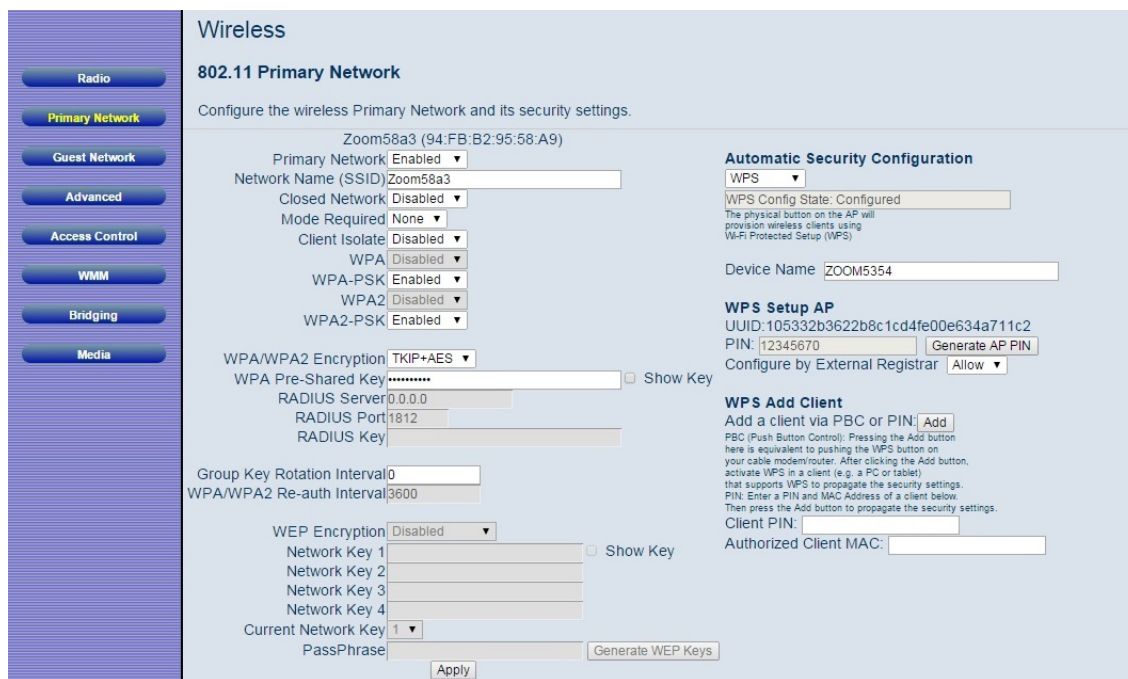 Wireless
Radio
Primary Network
Guest Network
Advanced
Access Control
WMM
Bridging
Media
802.11 Primary Network
Configure the wireless Primary Network and its security settings.
Zoom58a3 (94:FB:B2:95:58:A9)
Primary Network Enabled
Network Name (SSID) Zoom58a3
Closed Network Disabled
Mode Required None
Client Isolate Disabled
WPA Disabled
WPA-PSK Enabled
WPA2 Disabled
WPA2-PSK Enabled
WPA/WPA2 Encryption TKIP+AES
WPA Pre-Shared Key •••••••••• Show Key
RADIUS Server 0.0.0.0
RADIUS Port 1812
RADIUS Key
Group Key Rotation Interval 0
WPA/WPA2 Re-auth Interval 3600
WEP Encryption Disabled
Network Key 1 Show Key
Network Key 2
Network Key 3
Network Key 4
Current Network Key 1
PassPhrase Generate WEP Keys
Apply
Automatic Security Configuration
WPS
WPS Config State: Configured
The physical button on the AP will
provision wireless clients using
Wi-Fi Protected Setup (WPS)
Device Name ZOOM5354
WPS Setup AP
UUID:105332b3622b8c1cd4fe00e634a711c2
PIN: 12345670 Generate AP PIN
Configure by External Registrar Allow
WPS Add Client
Add a client via PBC or PIN: Add
PBC (Push Button Control): Pressing the Add button
here is equivalent to pushing the WPS button on
your cable modem/router. After clicking the Add button,
activate WPS in a client (e.g. a PC or tablet)
that supports WPS to propagate the security settings.
PIN: Enter a PIN and MAC Address of a client below.
Then press the Add button to propagate the security settings.
Client PIN:
Authorized Client MAC: